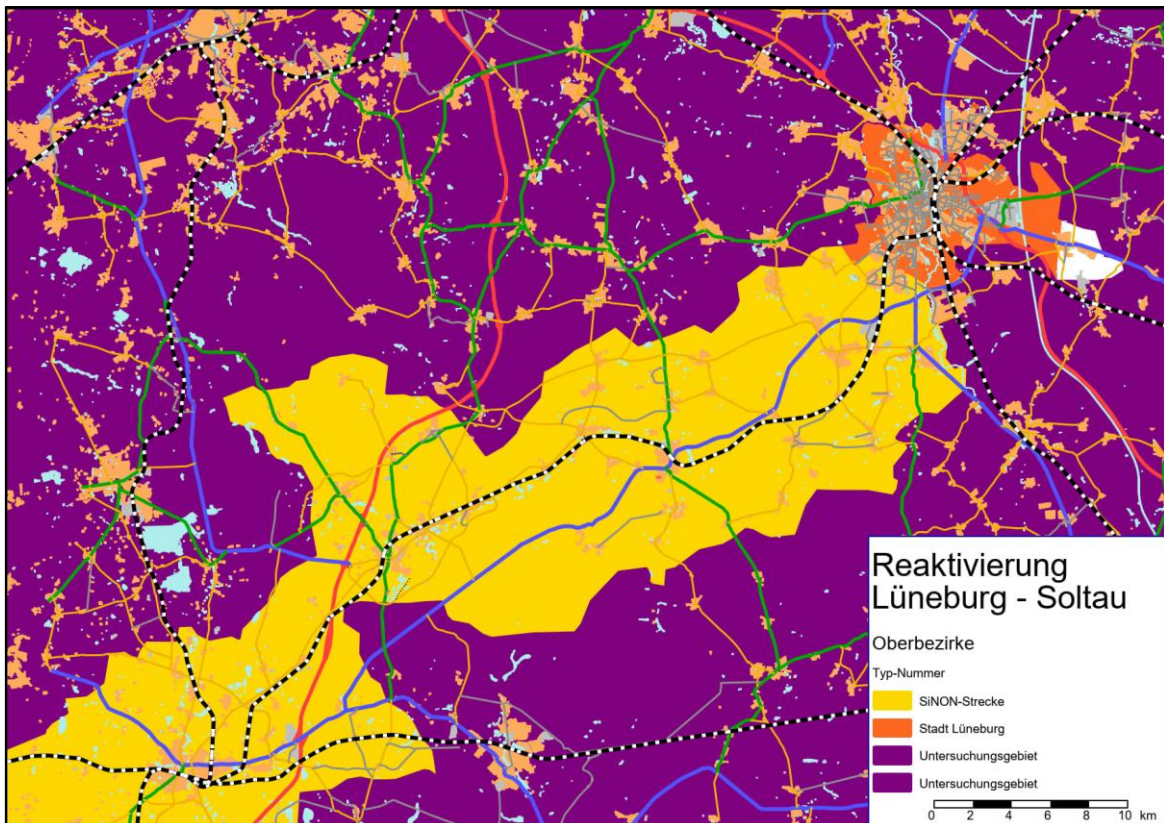 Reaktivierung
Lüneburg - Soltau
Oberbezirke
Typ-Nummer
SiNON-Strecke
Stadt Lüneburg
Untersuchungsgebiet
Untersuchungsgebiet
0 2 4 6 8 10 km